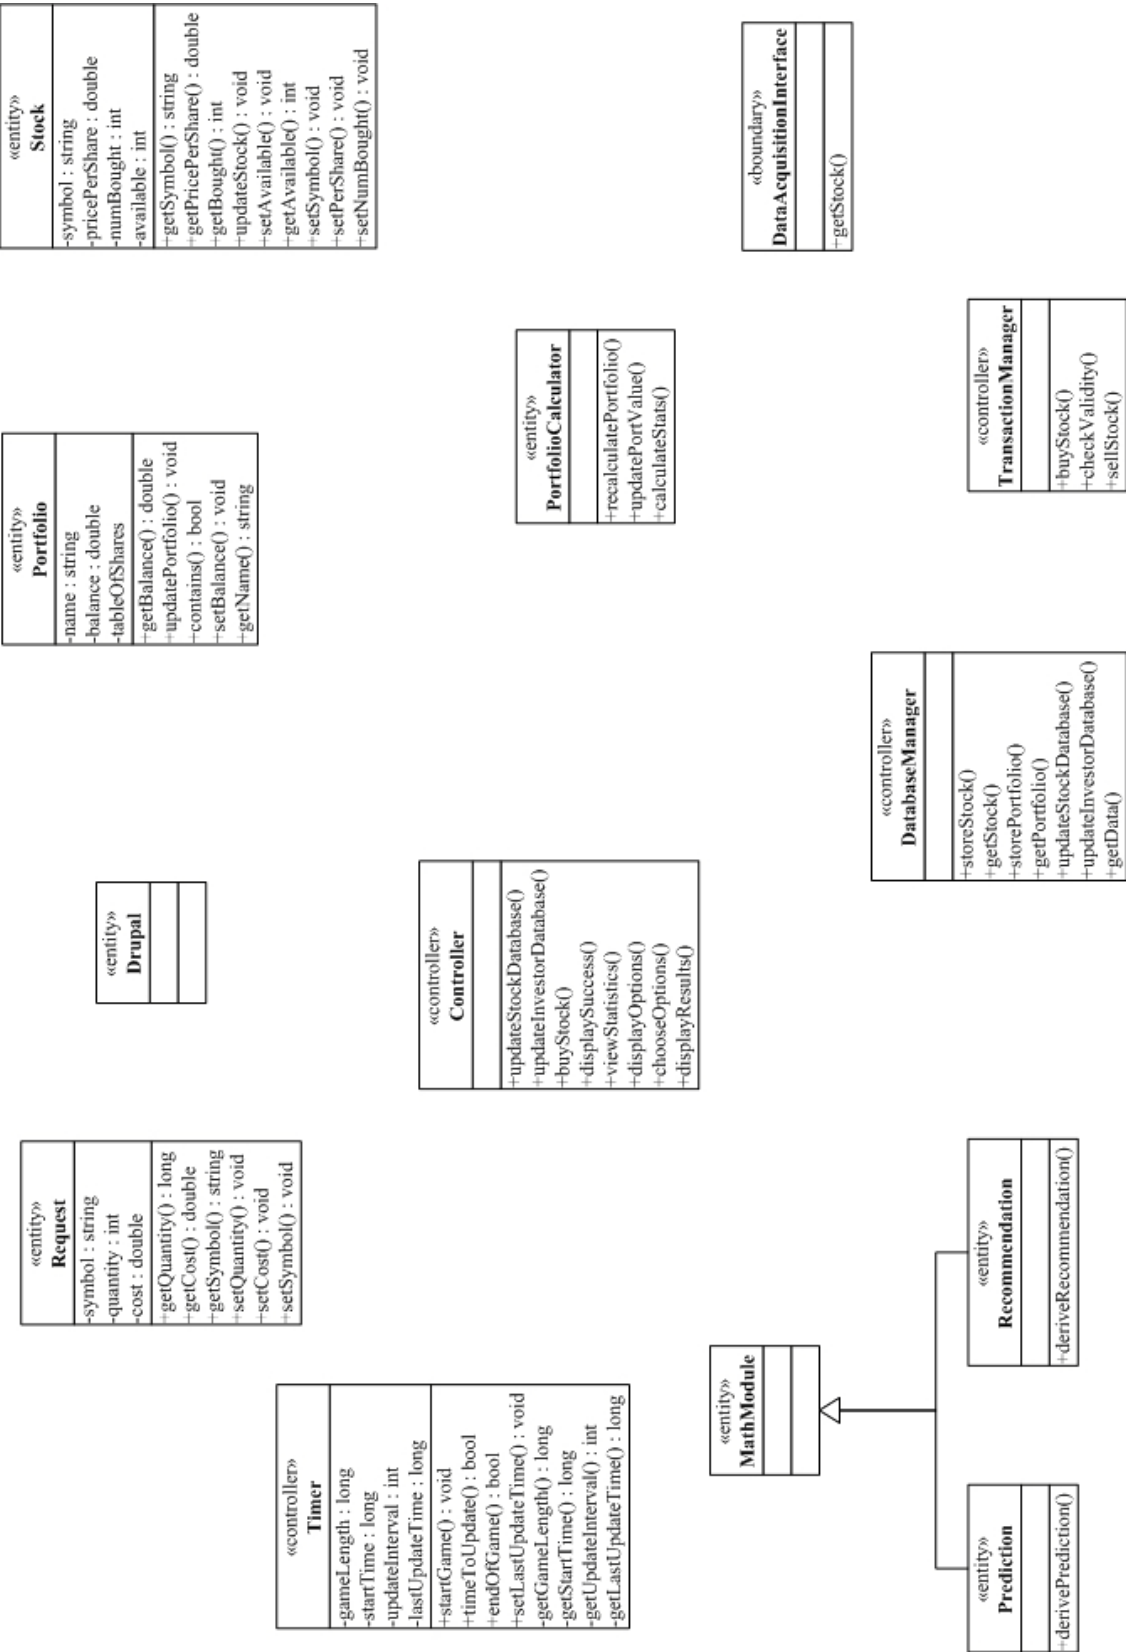 «entity»
Request
-symbol : string
-quantity : int
-cost : double
+getQuantity() : long
+getCost() : double
+getSymbol() : string
+setQuantity() : void
+setCost() : void
+setSymbol() : void
«entity»
Drupal
«entity»
Portfolio
-name : string
-balance : double
-tableOfShares
+getBalance() : double
+updatePortfolio() : void
+contains() : bool
+setBalance() : void
+getName() : string
«entity»
Stock
-symbol : string
-pricePerShare : double
-numBought : int
-available : int
+getSymbol() : string
+getPricePerShare() : double
+getBought() : int
+updateStock() : void
+setAvailable() : void
+getAvailable() : int
+setSymbol() : void
+setPerShare() : void
+setNumBought() : void
«controller»
Timer
-gameLength : long
-startTime : long
-updateInterval : int
-lastUpdateTime : long
+startGame() : void
+timeToUpdate() : bool
+endOfGame() : bool
+setLastUpdateTime() : void
-getGameLength() : long
-getStartTime() : long
-getUpdateInterval() : int
-getLastUpdateTime() : long
«controller»
Controller
+updateStockDatabase()
+updateInvestorDatabase()
+buyStock()
+displaySuccess()
+viewStatistics()
+displayOptions()
+chooseOptions()
+displayResults()
«entity»
PortfolioCalculator
+recalculatePortfolio()
+updatePortValue()
+calculateStats()
«entity»
MathModule
«boundary»
DataAcquisitionInterface
+getStock()
«controller»
DatabaseManager
+storeStock()
+getStock()
+storePortfolio()
+getPortfolio()
+updateStockDatabase()
+updateInvestorDatabase()
+getData()
«entity»
Prediction
+derivePrediction()
«entity»
Recommendation
+deriveRecommendation()
«controller»
TransactionManager
+buyStock()
+checkValidity()
+sellStock()